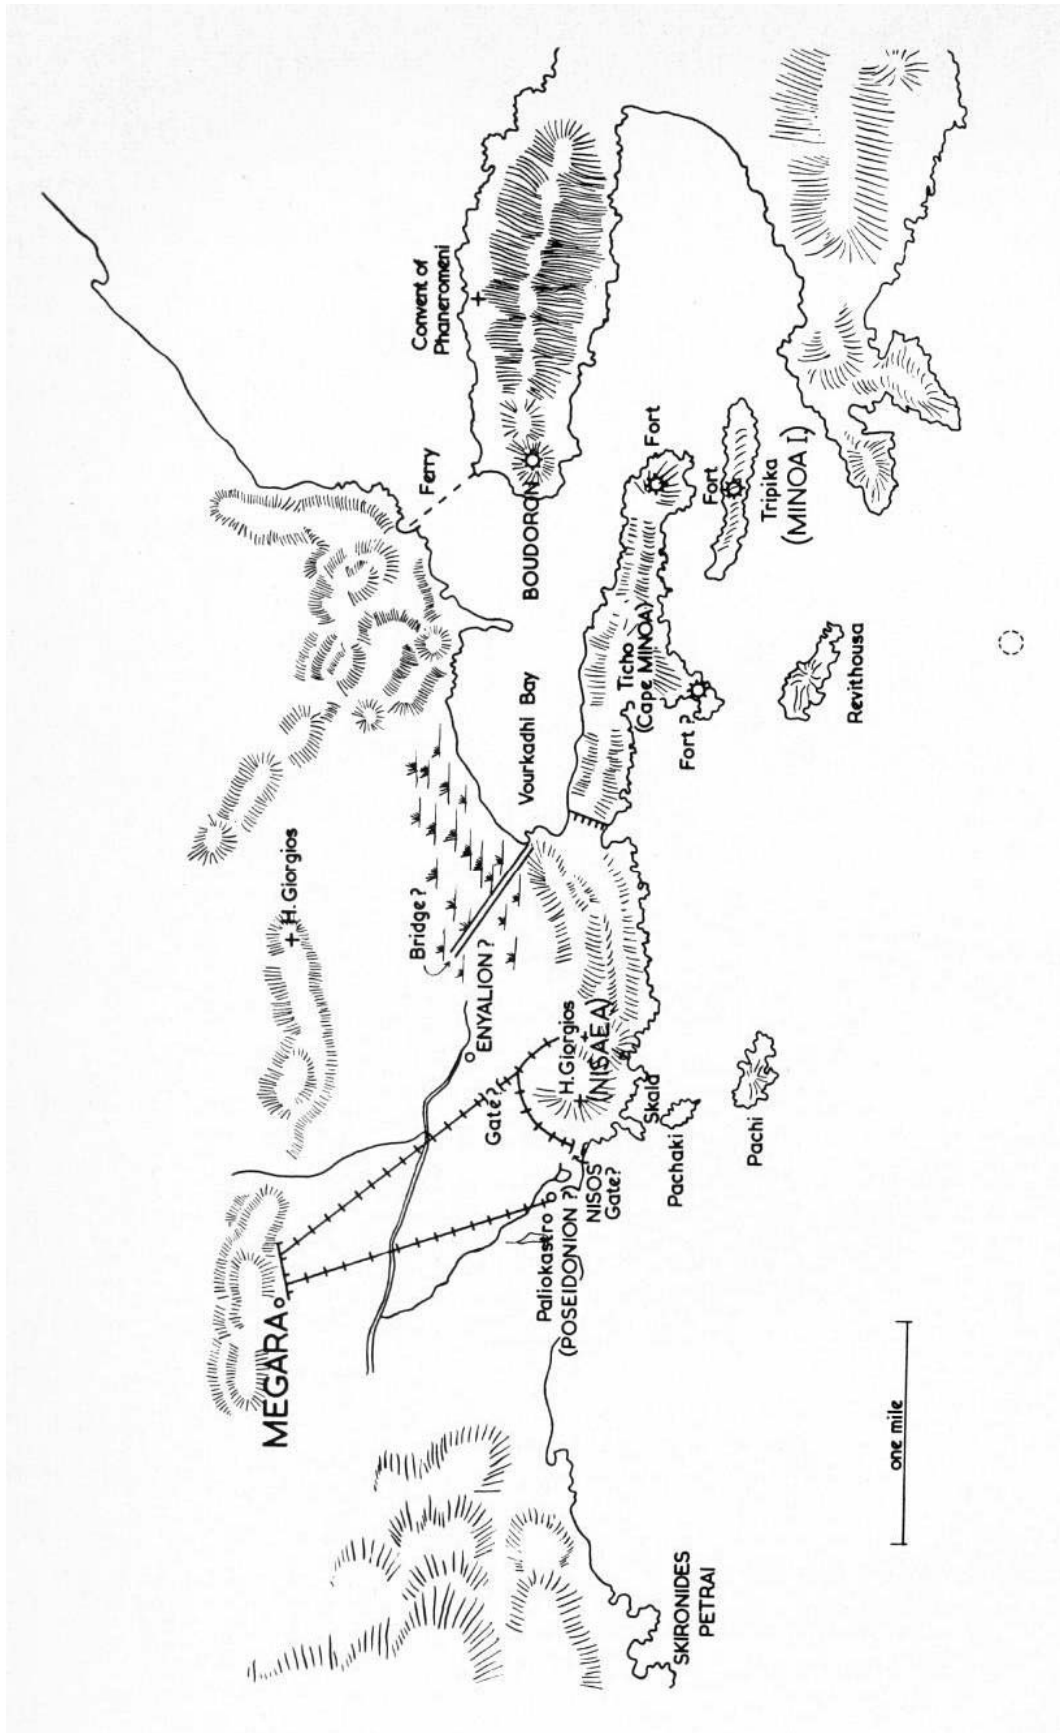 Convent of
Phaneromeni
Ferry
BOUDORON
Fort
Fort
Tripika
(MINOA I)
H. Giorgios
Vourkadhi Bay
Ticho
(Cape MINOA)
Fort ?
Revithousa
Bridge ?
ENYALION ?
Gate?
H.Giorgios
(NISAEA)
Skala
Pachaki
Pachi
MEGARA
Paliokastro
(POSEIDONION ?)
NISOS
Gate?
one mile
SKIRONIDES
PETRAI